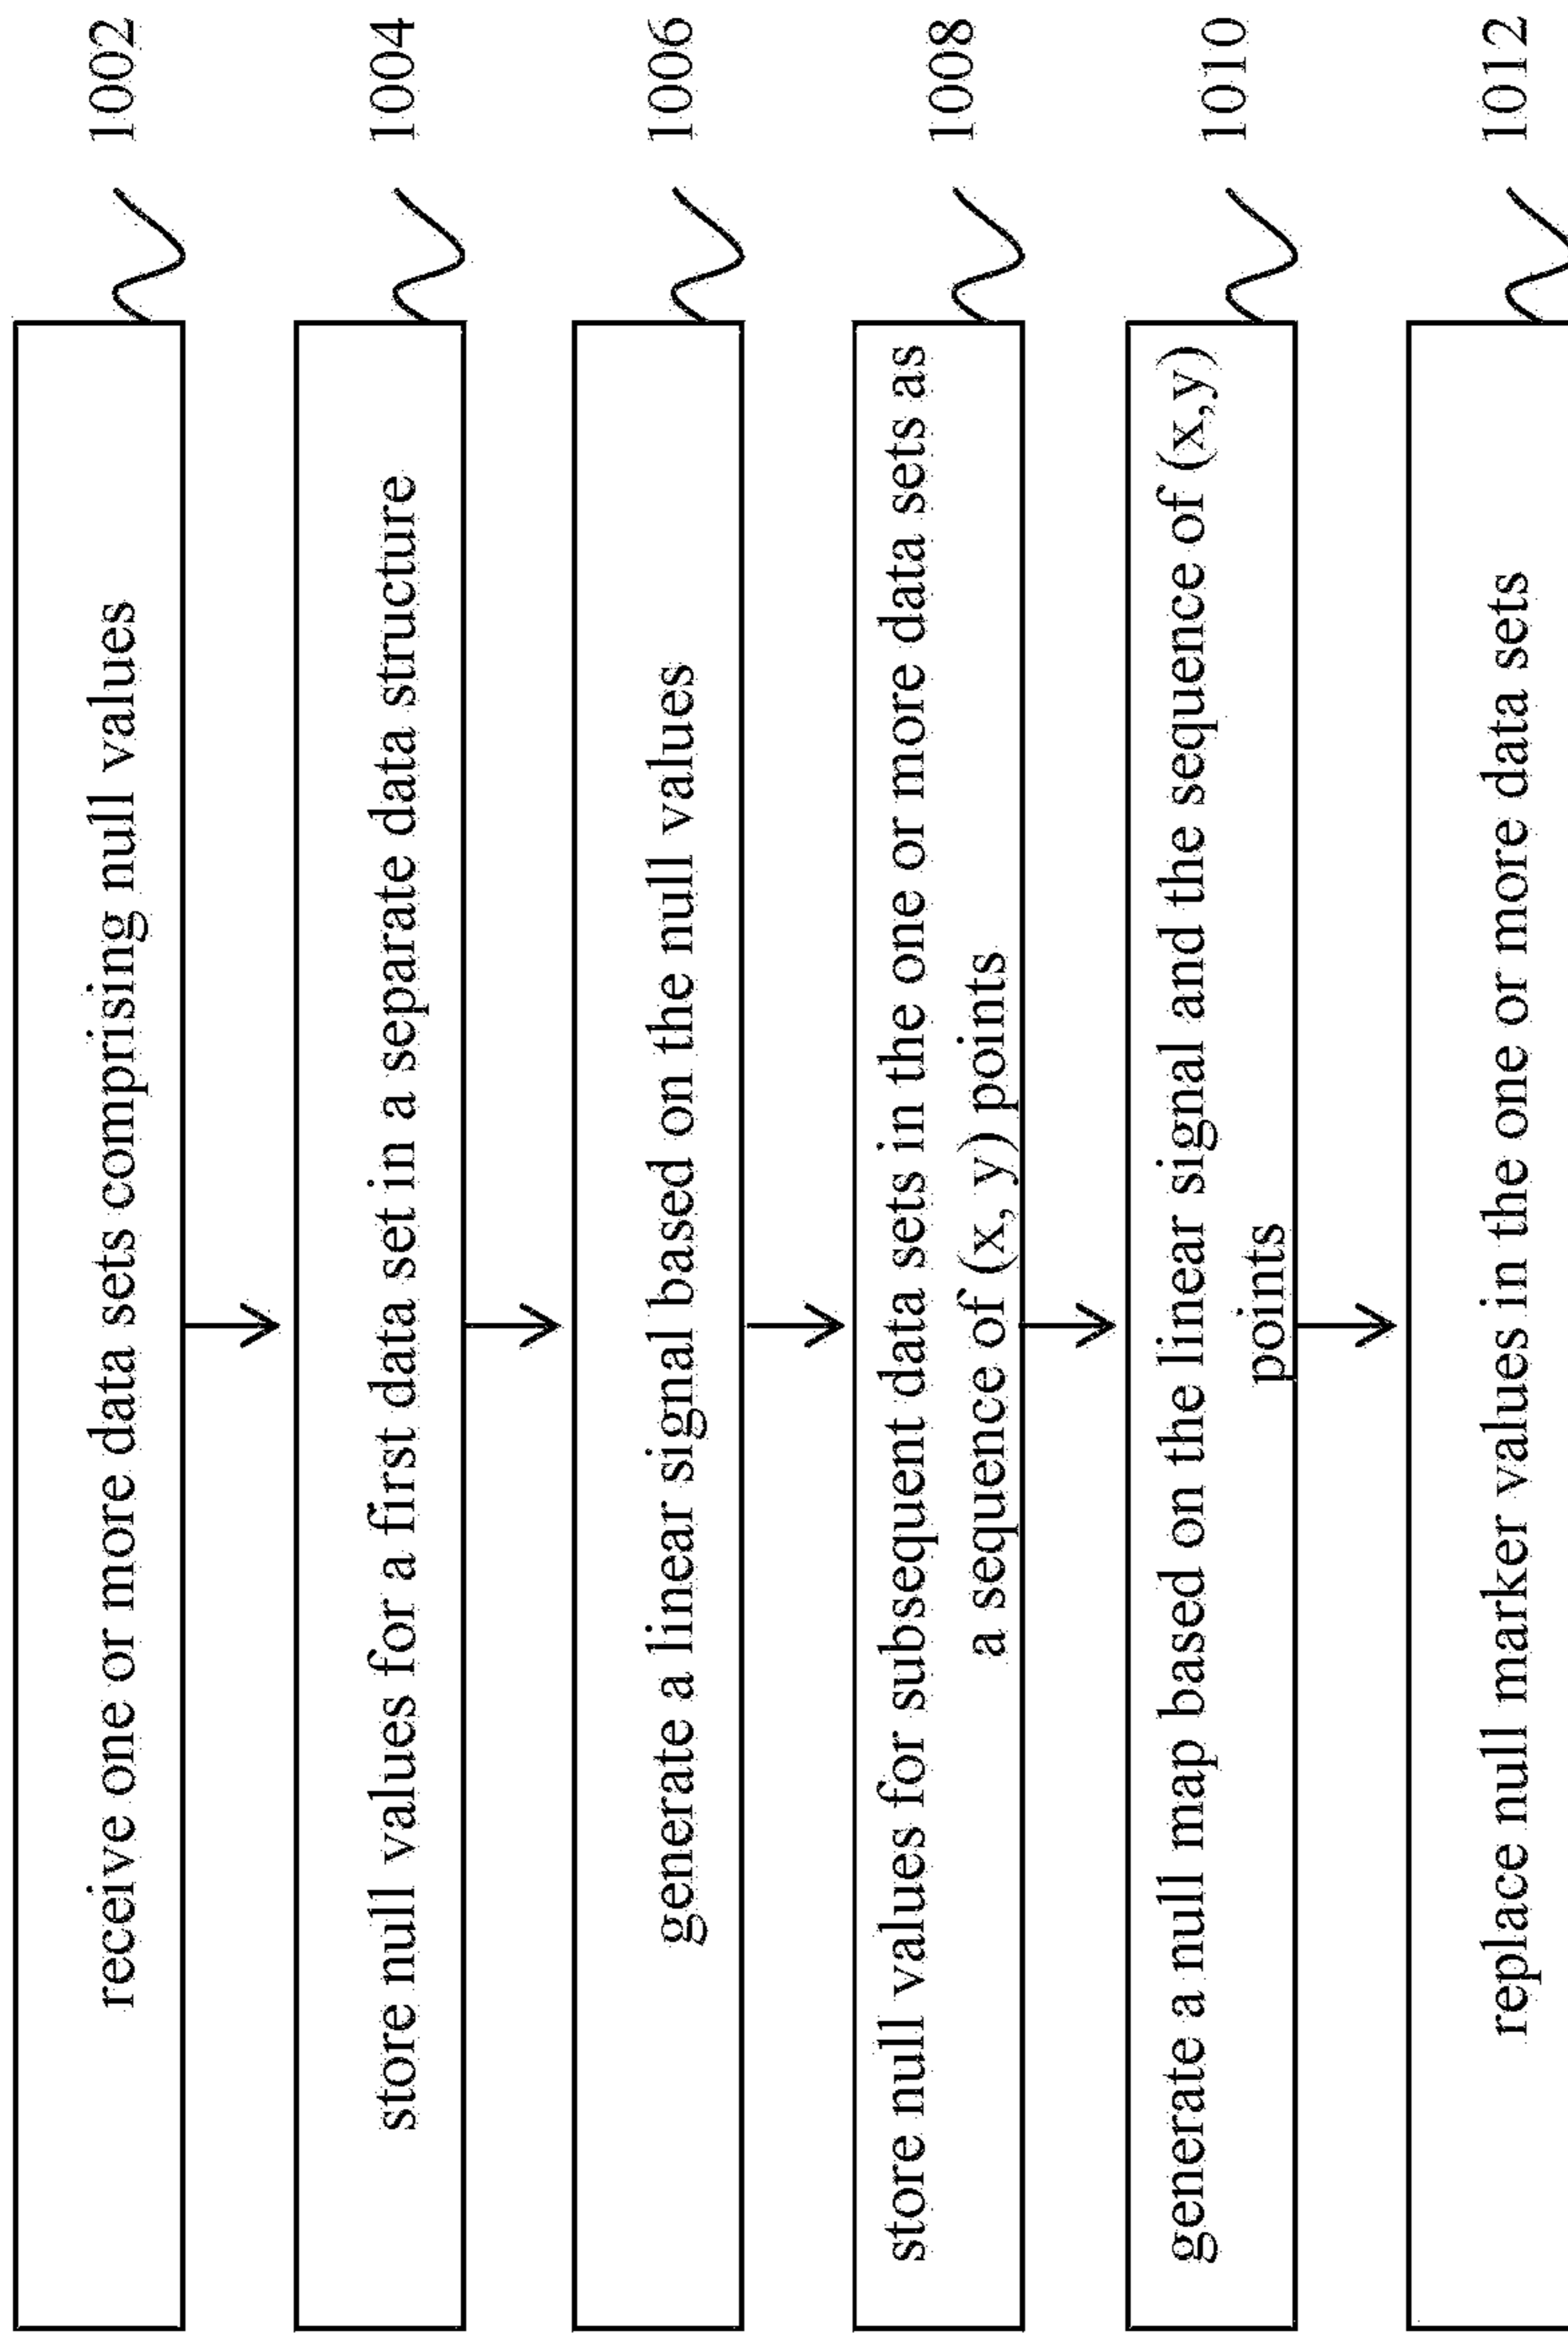 receive one or more data sets comprising null values
1002
store null values for a first data set in a separate data structure
1004
generate a linear signal based on the null values
1006
store null values for subsequent data sets in the one or more data sets as
a sequence of (x, y) points
1008
generate a null map based on the linear signal and the sequence of (x,y)
points
1010
replace null marker values in the one or more data sets
1012